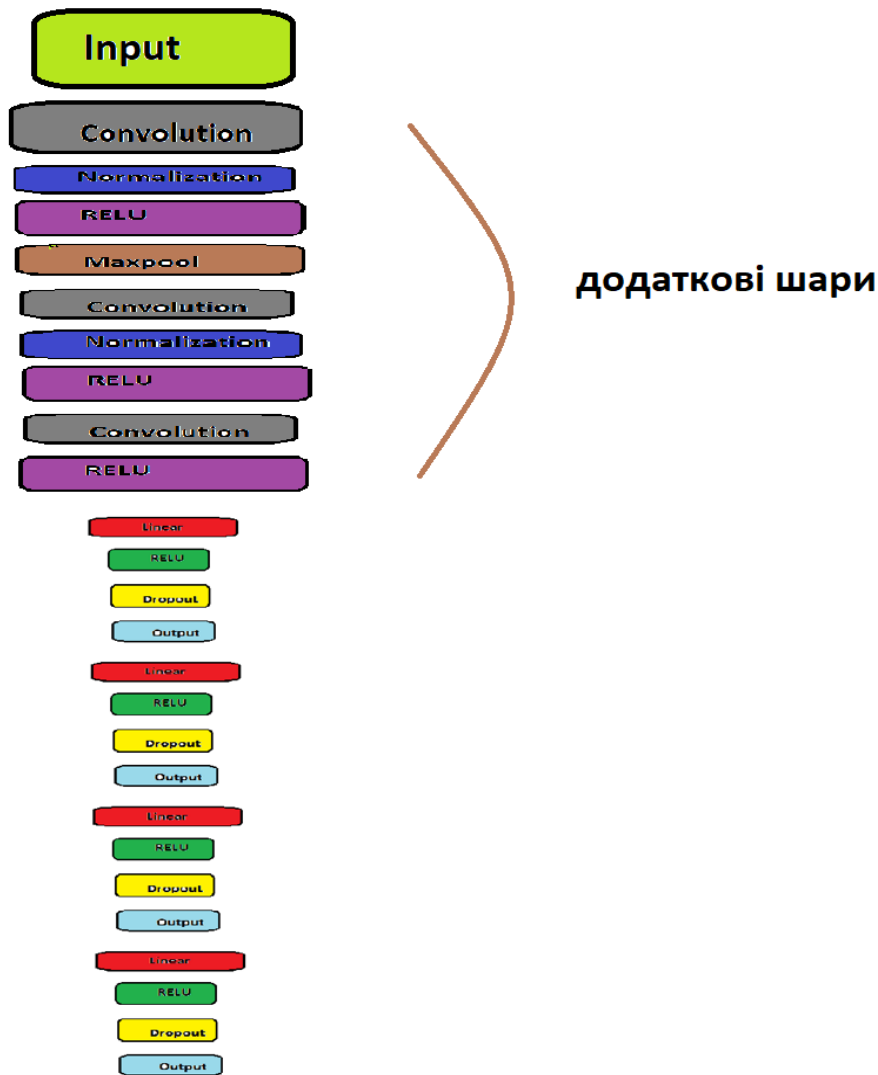 Input
Convolution
Normalization
RELU
Maxpool
додаткові шари
Convolution
Normalization
RELU
Convolution
RELU
Linear
RELU
Dropout
Output
Linear
RELU
Dropout
Output
Linear
RELU
Dropout
Output
Linear
RELU
Dropout
Output